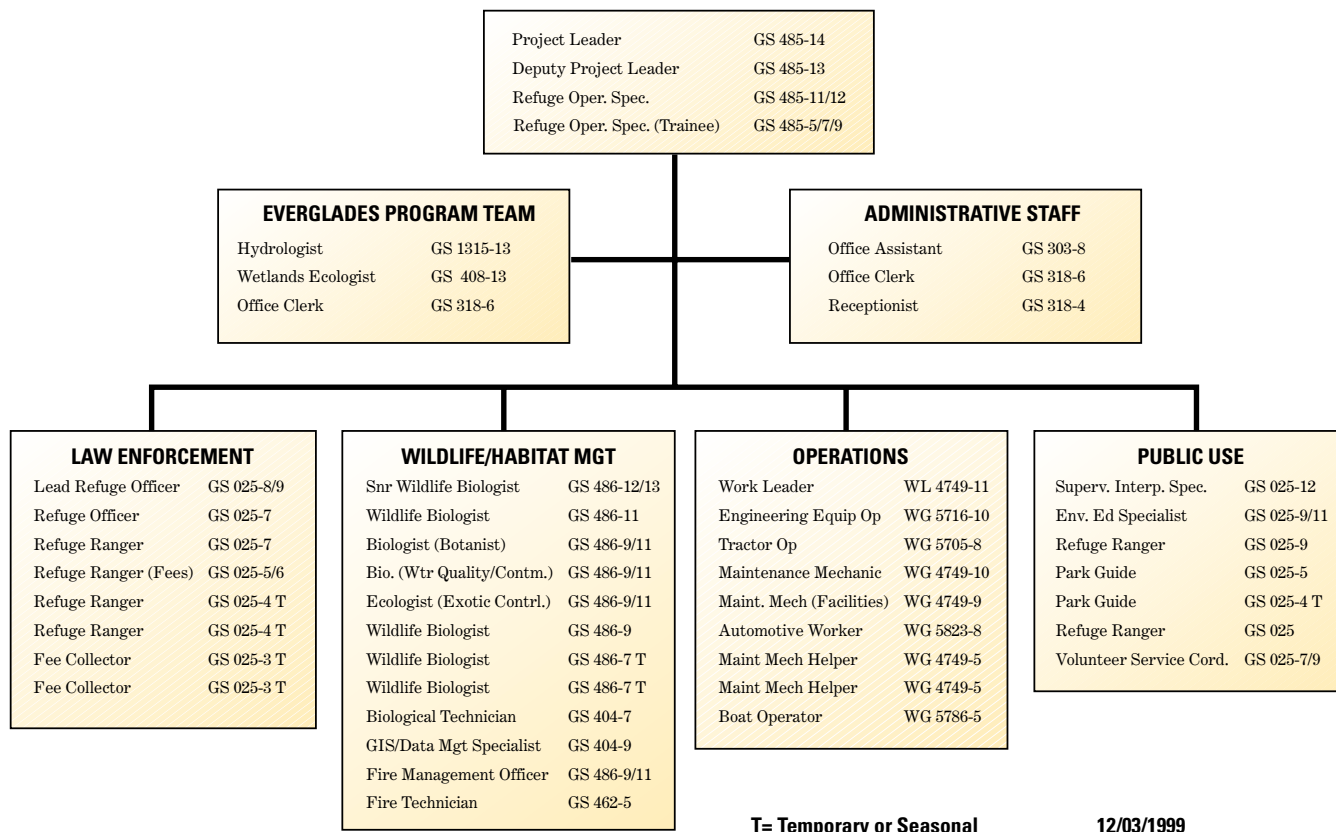 Project Leader GS 485-14
Deputy Project Leader GS 485-13
Refuge Oper. Spec. GS 485-11/12
Refuge Oper. Spec. (Trainee) GS 485-5/7/9
EVERGLADES PROGRAM TEAM
Hydrologist GS 1315-13
Wetlands Ecologist GS 408-13
Office Clerk GS 318-6
ADMINISTRATIVE STAFF
Office Assistant GS 303-8
Office Clerk GS 318-6
Receptionist GS 318-4
LAW ENFORCEMENT
Lead Refuge Officer GS 025-8/9
Refuge Officer GS 025-7
Refuge Ranger GS 025-7
Refuge Ranger (Fees) GS 025-5/6
Refuge Ranger GS 025-4 T
Refuge Ranger GS 025-4 T
Fee Collector GS 025-3 T
Fee Collector GS 025-3 T
WILDLIFE/HABITAT MGT
Snr Wildlife Biologist GS 486-12/13
Wildlife Biologist GS 486-11
Biologist (Botanist) GS 486-9/11
Bio. (Wtr Quality/Contm.) GS 486-9/11
Ecologist (Exotic Contrl.) GS 486-9/11
Wildlife Biologist GS 486-9
Wildlife Biologist GS 486-7 T
Wildlife Biologist GS 486-7 T
Biological Technician GS 404-7
GIS/Data Mgt Specialist GS 404-9
Fire Management Officer GS 486-9/11
Fire Technician GS 462-5
OPERATIONS
Work Leader WL 4749-11
Engineering Equip Op WG 5716-10
Tractor Op WG 5705-8
Maintenance Mechanic WG 4749-10
Maint. Mech (Facilities) WG 4749-9
Automotive Worker WG 5823-8
Maint Mech Helper WG 4749-5
Maint Mech Helper WG 4749-5
Boat Operator WG 5786-5
PUBLIC USE
Superv. Interp. Spec. GS 025-12
Env. Ed Specialist GS 025-9/11
Refuge Ranger GS 025-9
Park Guide GS 025-5
Park Guide GS 025-4 T
Refuge Ranger GS 025
Volunteer Service Cord. GS 025-7/9
T= Temporary or Seasonal 12/03/1999